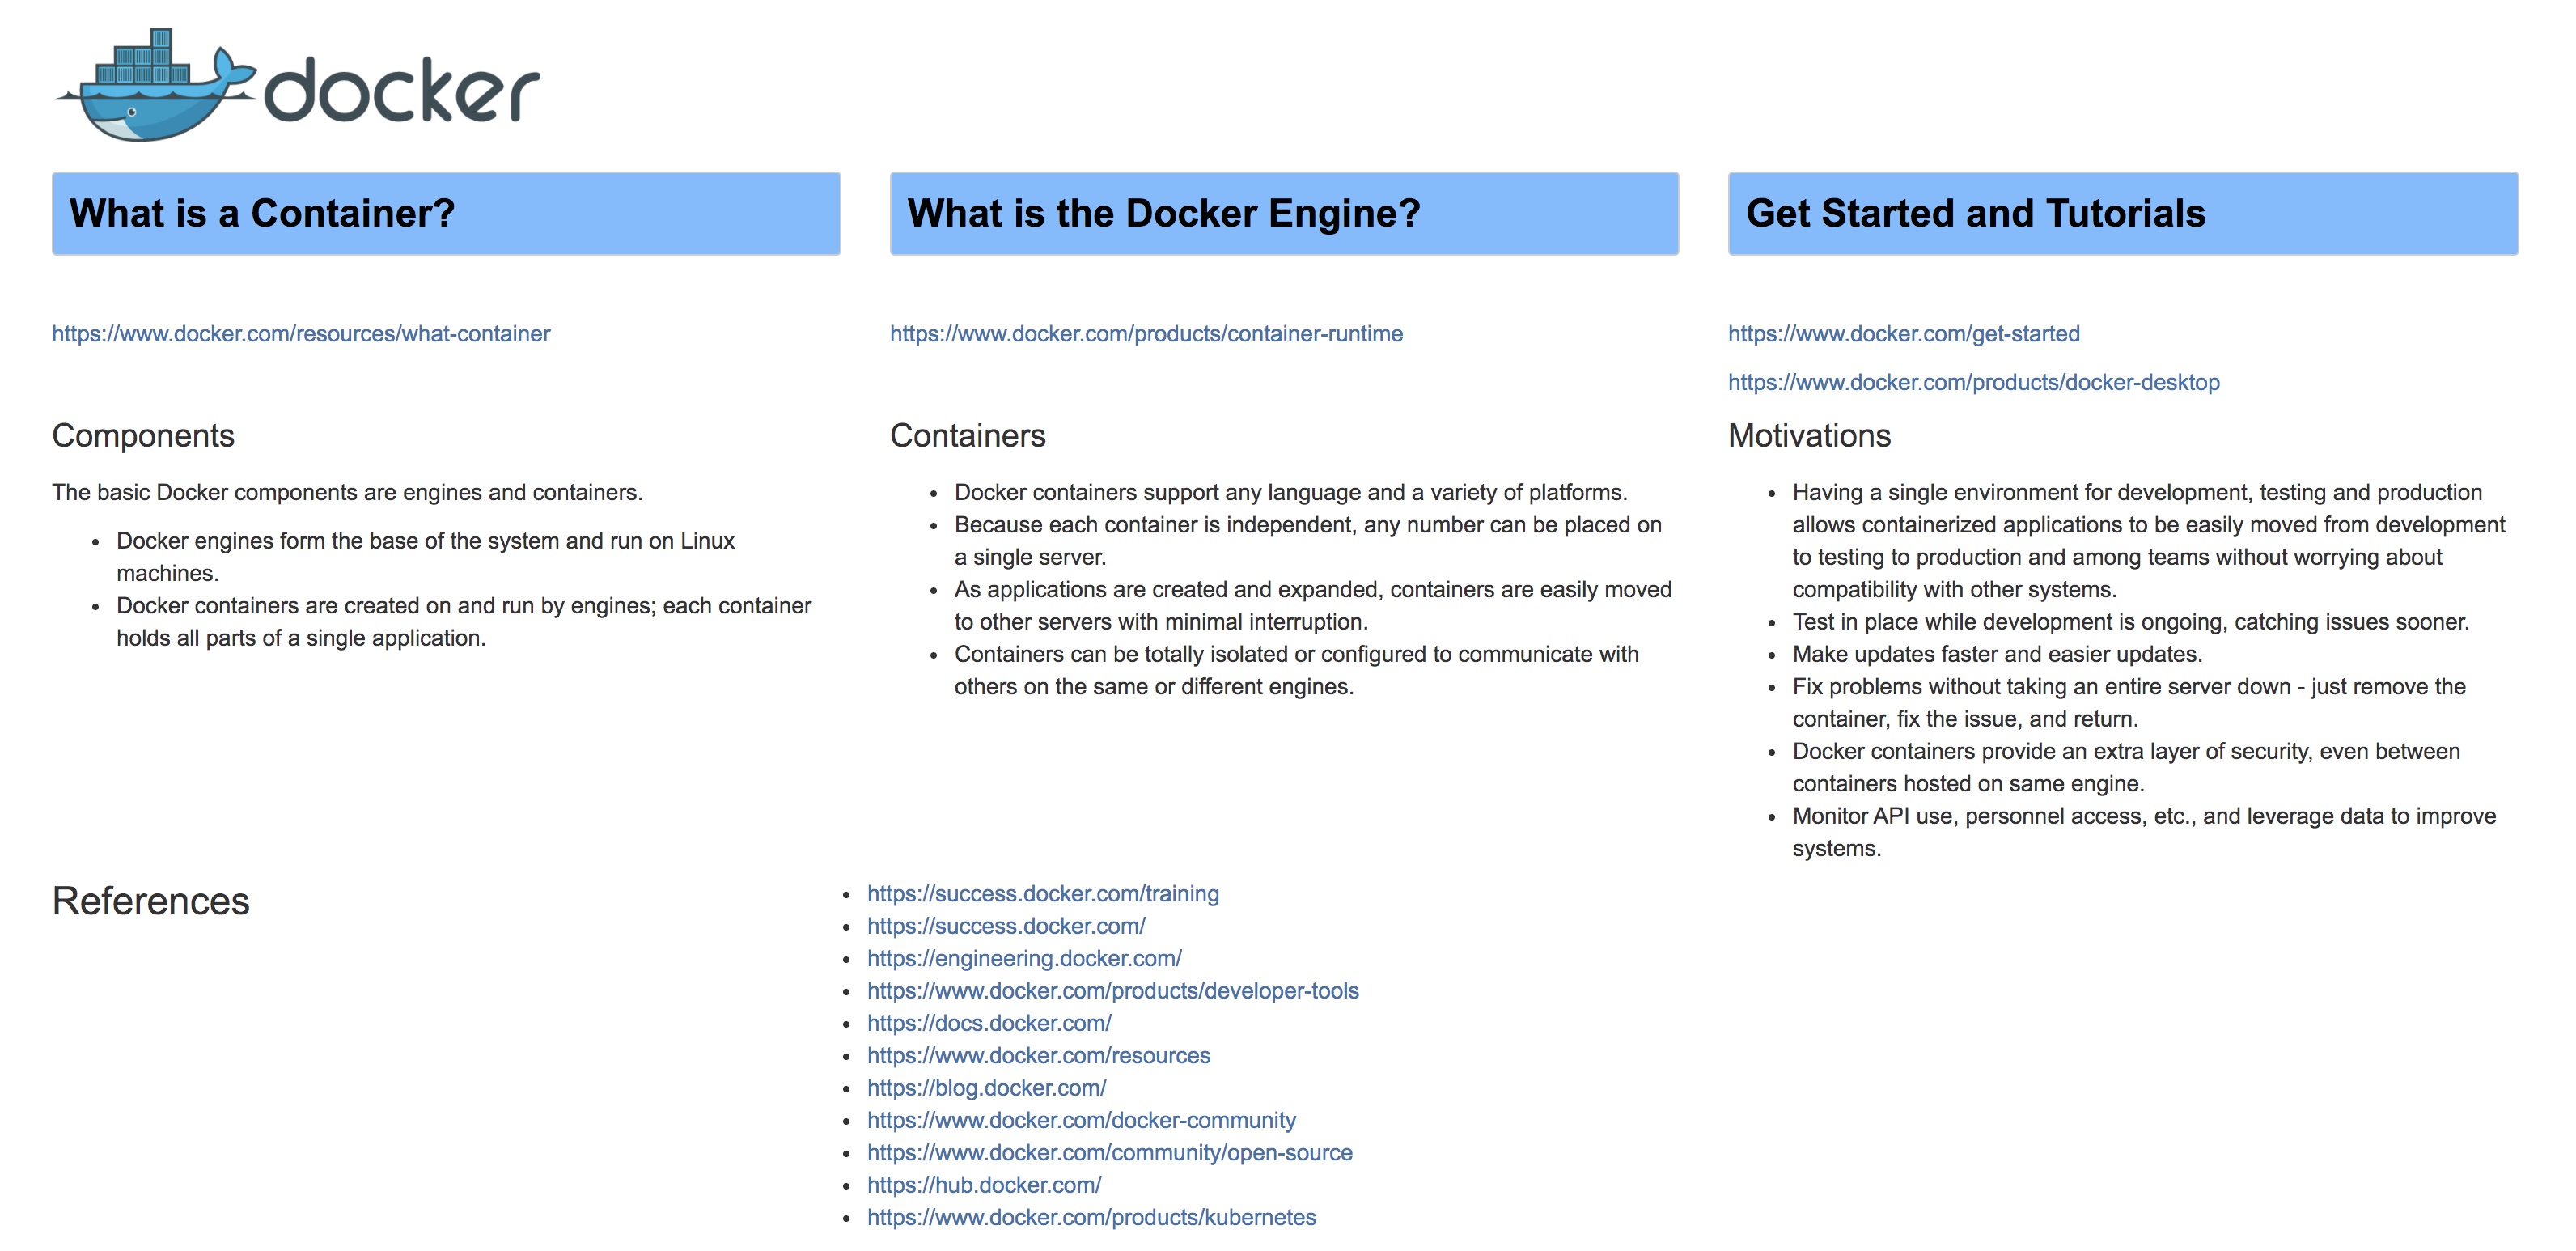 docker
What is a Container?
https://www.docker.com/resources/what-container
Components
The basic Docker components are engines and containers.
• Docker engines form the base of the system and run on Linux
machines.
• Docker containers are created on and run by engines; each container
holds all parts of a single application.
What is the Docker Engine?
https://www.docker.com/products/container-runtime
Containers
• Docker containers support any language and a variety of platforms.
• Because each container is independent, any number can be placed on
a single server.
• As applications are created and expanded, containers are easily moved
to other servers with minimal interruption.
• Containers can be totally isolated or configured to communicate with
others on the same or different engines.
Get Started and Tutorials
https://www.docker.com/get-started
https://www.docker.com/products/docker-desktop
Motivations
• Having a single environment for development, testing and production
allows containerized applications to be easily moved from development
to testing to production and among teams without worrying about
compatibility with other systems.
• Test in place while development is ongoing, catching issues sooner.
• Make updates faster and easier updates.
• Fix problems without taking an entire server down - just remove the
container, fix the issue, and return.
• Docker containers provide an extra layer of security, even between
containers hosted on same engine.
• Monitor API use, personnel access, etc., and leverage data to improve
systems.
References
• https://success.docker.com/training
• https://success.docker.com/
• https://engineering.docker.com/
• https://www.docker.com/products/developer-tools
• https://docs.docker.com/
• https://www.docker.com/resources
• https://blog.docker.com/
• https://www.docker.com/docker-community
• https://www.docker.com/community/open-source
• https://hub.docker.com/
• https://www.docker.com/products/kubernetes